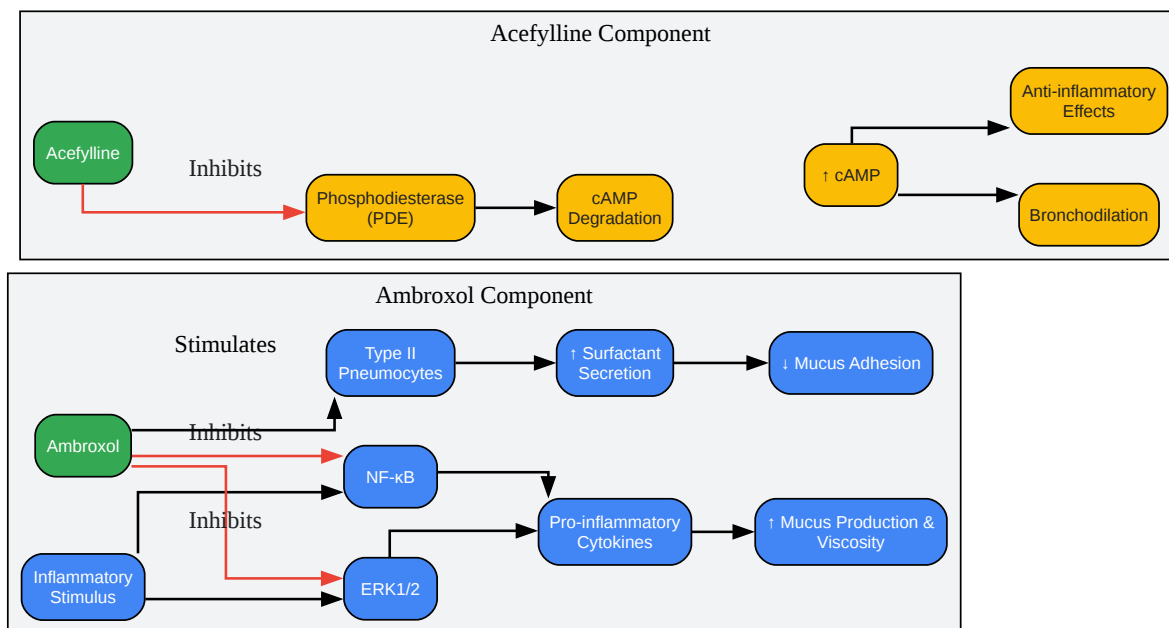 Acefylline Component
Anti-inflammatory
Effects
Acefylline
Inhibits
↑ cAMP
Phosphodiesterase
(PDE)
cAMP
Degradation
Bronchodilation
Ambroxol Component
Stimulates
Type II
Pneumocytes
↑ Surfactant
Secretion
↓ Mucus Adhesion
Ambroxol
Inhibits
NF-κB
Inhibits
Pro-inflammatory
Cytokines
↑ Mucus Production &
Viscosity
Inflammatory
Stimulus
ERK1/2